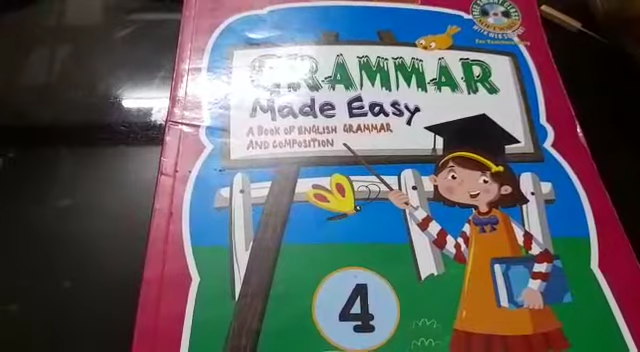 GRAMMAR
Made Easy
A BOOK OF ENGLISH GRAMMAR
AND COMPOSITION
4